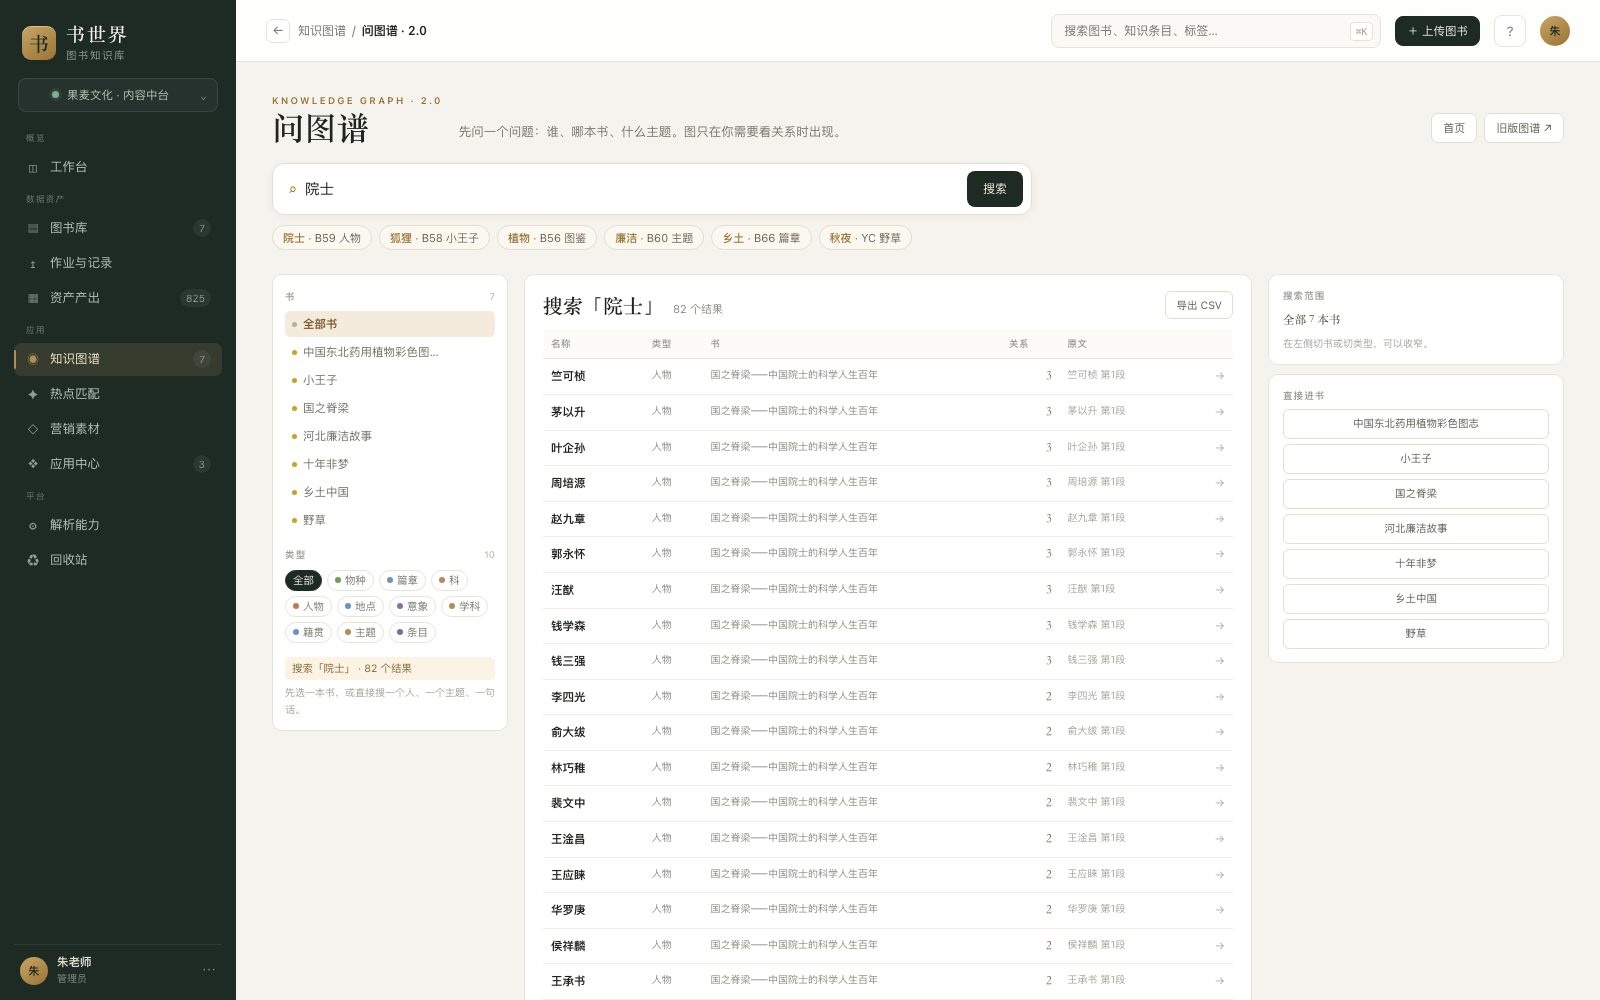 书
书世界
图书知识库
果麦文化 · 内容中台
概览
工作台
数据资产
图书库 7
作业与记录
资产产出 825
应用
知识图谱 7
热点匹配
营销素材
应用中心 3
平台
解析能力
回收站
朱
朱老师
管理员
← 知识图谱 / 问图谱 · 2.0
搜索图书、知识条目、标签... ⌘K
+ 上传图书
?
朱
KNOWLEDGE GRAPH · 2.0
问图谱
先问一个问题：谁、哪本书、什么主题。图只在你需要看关系时出现。
首页
旧版图谱 ↗
院士
搜索
院士 · B59 人物
狐狸 · B58 小王子
植物 · B56 图鉴
廉洁 · B60 主题
乡土 · B66 篇章
秋夜 · YC 野草
书 7
全部书
中国东北药用植物彩色图...
小王子
国之脊梁
河北廉洁故事
十年非梦
乡土中国
野草
类型 10
全部 物种 篇章 科
人物 地点 意象 学科
籍贯 主题 条目
搜索「院士」 · 82 个结果
先选一本书，或直接搜一个人、一个主题、一句
话。
搜索「院士」 82 个结果
导出 CSV
名称 类型 书 关系 原文
竺可桢 人物 国之脊梁——中国院士的科学人生百年 3 竺可桢 第1段 →
茅以升 人物 国之脊梁——中国院士的科学人生百年 3 茅以升 第1段 →
叶企孙 人物 国之脊梁——中国院士的科学人生百年 3 叶企孙 第1段 →
周培源 人物 国之脊梁——中国院士的科学人生百年 3 周培源 第1段 →
赵九章 人物 国之脊梁——中国院士的科学人生百年 3 赵九章 第1段 →
郭永怀 人物 国之脊梁——中国院士的科学人生百年 3 郭永怀 第1段 →
汪猷 人物 国之脊梁——中国院士的科学人生百年 3 汪猷 第1段 →
钱学森 人物 国之脊梁——中国院士的科学人生百年 3 钱学森 第1段 →
钱三强 人物 国之脊梁——中国院士的科学人生百年 3 钱三强 第1段 →
李四光 人物 国之脊梁——中国院士的科学人生百年 2 李四光 第1段 →
俞大绂 人物 国之脊梁——中国院士的科学人生百年 2 俞大绂 第1段 →
林巧稚 人物 国之脊梁——中国院士的科学人生百年 2 林巧稚 第1段 →
裴文中 人物 国之脊梁——中国院士的科学人生百年 2 裴文中 第1段 →
王淦昌 人物 国之脊梁——中国院士的科学人生百年 2 王淦昌 第1段 →
王应睐 人物 国之脊梁——中国院士的科学人生百年 2 王应睐 第1段 →
华罗庚 人物 国之脊梁——中国院士的科学人生百年 2 华罗庚 第1段 →
侯祥麟 人物 国之脊梁——中国院士的科学人生百年 2 侯祥麟 第1段 →
王承书 人物 国之脊梁——中国院士的科学人生百年 2 王承书 第1段 →
搜索范围
全部 7 本书
在左侧切书或切类型，可以收窄。
直接进书
中国东北药用植物彩色图志
小王子
国之脊梁
河北廉洁故事
十年非梦
乡土中国
野草